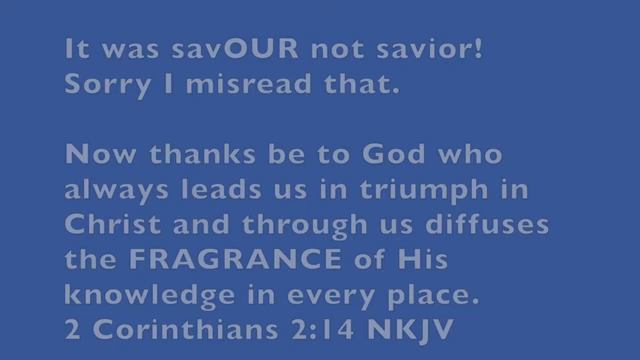 It was savOUR not savior!
Sorry I misread that.
Now thanks be to God who
always leads us in triumph in
Christ and through us diffuses
the FRAGRANCE of His
knowledge in every place.
2 Corinthians 2:14 NKJV